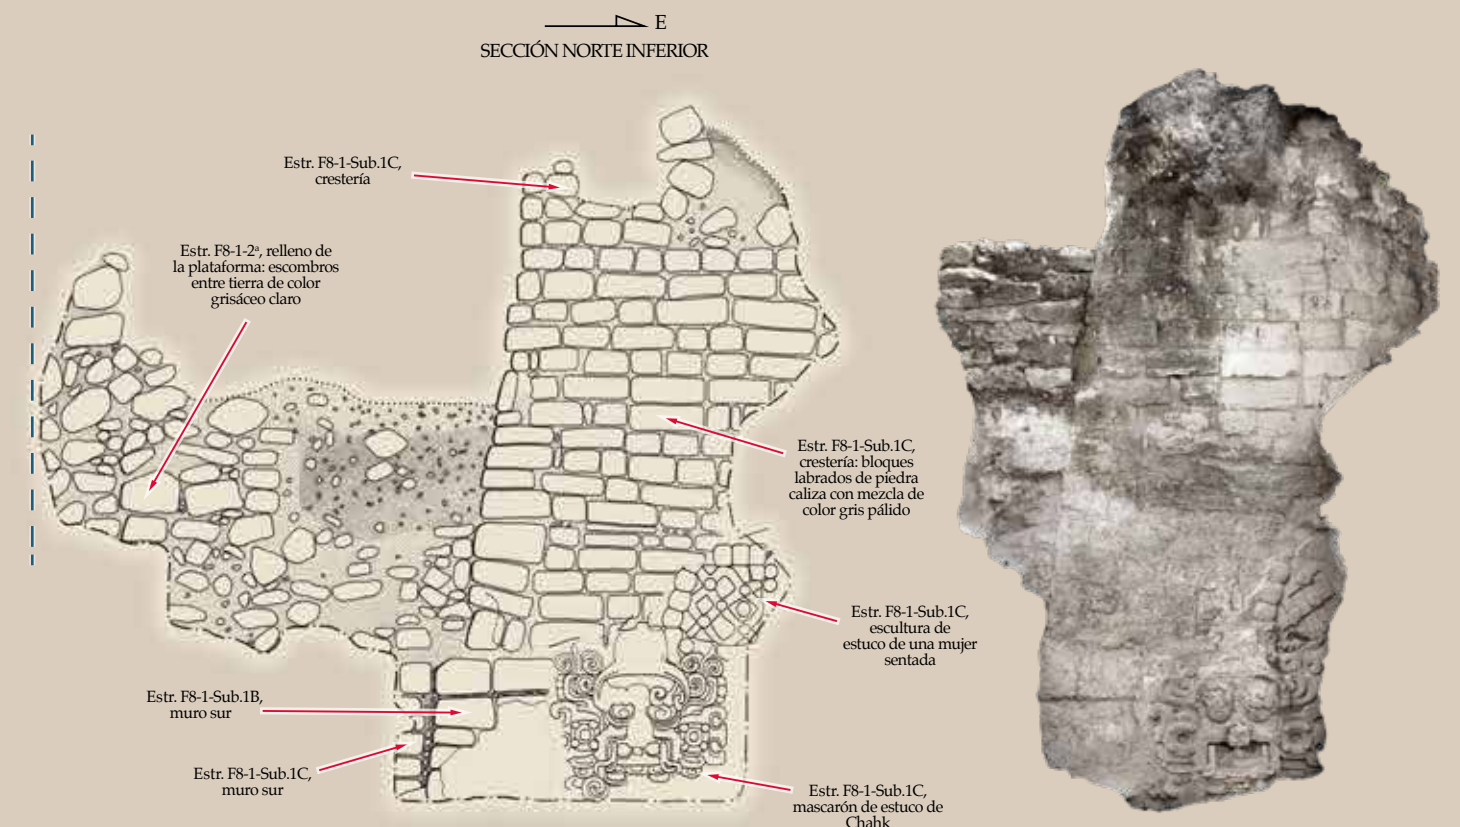 E
SECCIÓN NORTE INFERIOR
Estr. F8-1-Sub.1C,
crestería
Estr. F8-1-2ª, relleno de
la plataforma: escombros
entre tierra de color
grisáceo claro
Estr. F8-1-Sub.1C,
crestería: bloques
labrados de piedra
caliza con mezcla de
color gris pálido
Estr. F8-1-Sub.1C,
escultura de
estuco de una mujer
sentada
Estr. F8-1-Sub.1B,
muro sur
Estr. F8-1-Sub.1C,
muro sur
Estr. F8-1-Sub.1C,
mascarón de estuco de
Chahk